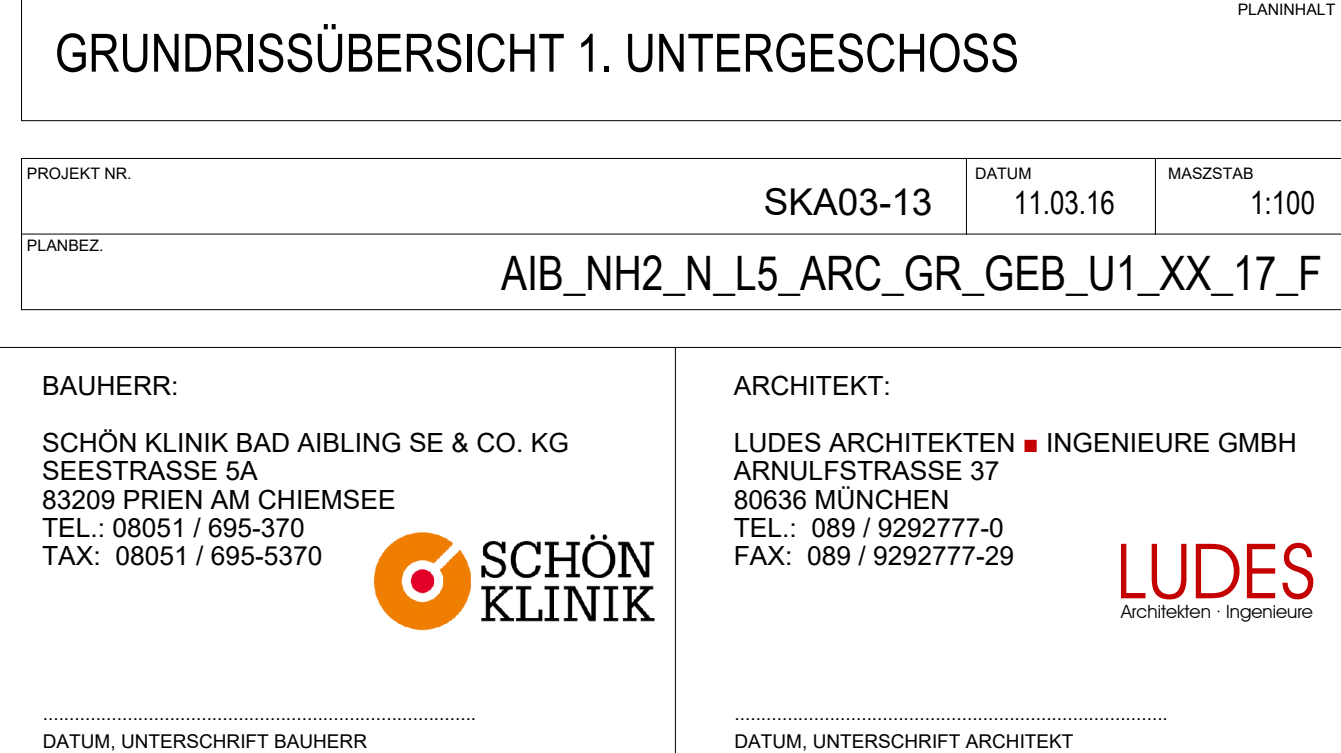 PLANINHALT
GRUNDRISSÜBERSICHT 1. UNTERGESCHOSS
PROJEKT NR.
SKA03-13
DATUM
11.03.16
MASZSTAB
1:100
PLANBEZ.
AIB_NH2_N_L5_ARC_GR_GEB_U1_XX_17_F
BAUHERR:
SCHÖN KLINIK BAD AIBLING SE & CO. KG
SEESTRASSE 5A
83209 PRIEN AM CHIEMSEE
TEL.: 08051 / 695-370
TAX: 08051 / 695-5370
SCHÖN
KLINIK
DATUM, UNTERSCHRIFT BAUHERR
ARCHITEKT:
LUDES ARCHITEKTEN ■ INGENIEURE GMBH
ARNULFSTRASSE 37
80636 MÜNCHEN
TEL.: 089 / 9292777-0
FAX: 089 / 9292777-29
LUDES
Architekten · Ingenieure
DATUM, UNTERSCHRIFT ARCHITEKT